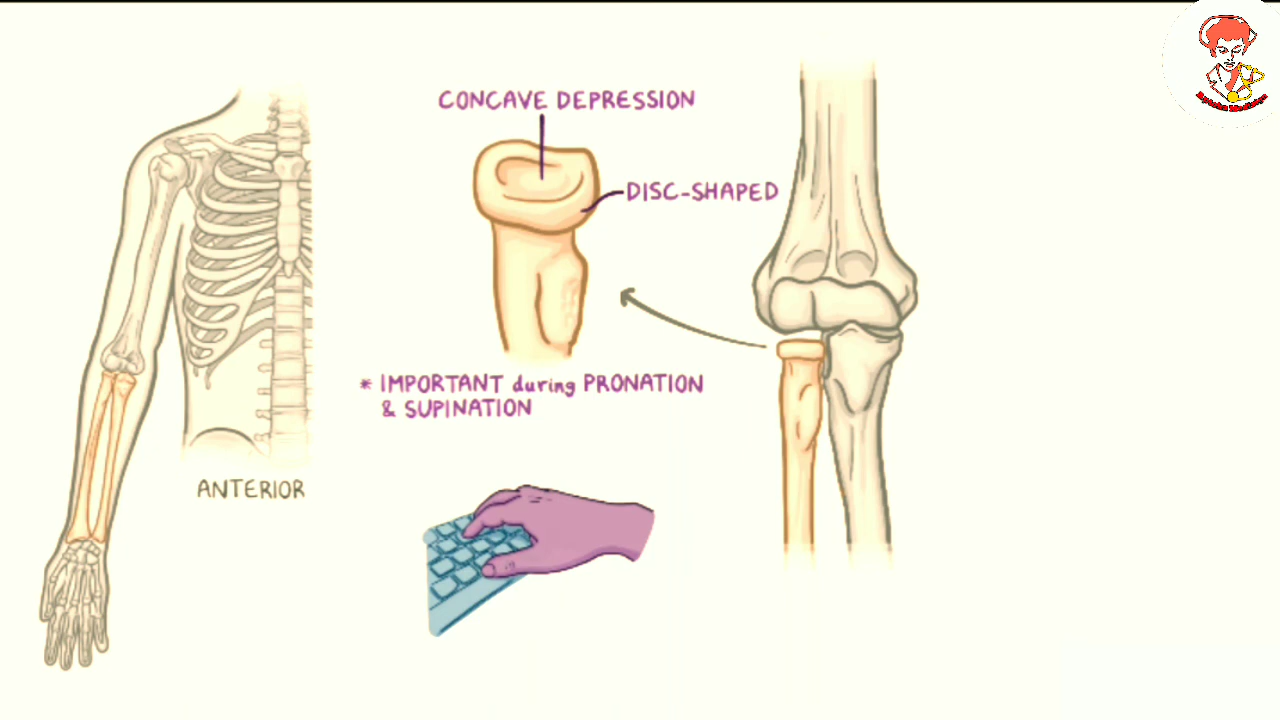 CONCAVE DEPRESSION
DISC-SHAPED
* IMPORTANT during PRONATION
& SUPINATION
ANTERIOR